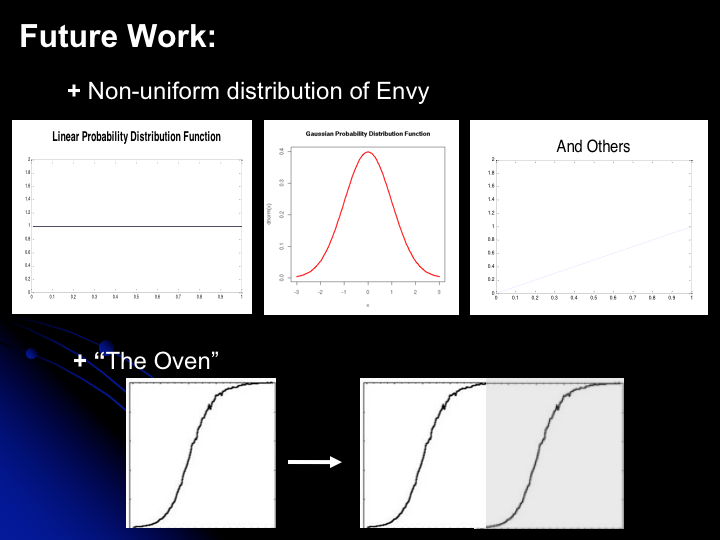 Future Work:
+ Non-uniform distribution of Envy
Linear Probability Distribution Function
2
1.8
1.6
1.4
1.2
1
0.8
0.6
0.4
0.2
0
0 0.1 0.2 0.3 0.4 0.5 0.6 0.7 0.8 0.9 1
Gaussian Probability Distribution Function
dnorm(x)
0.4
0.3
0.2
0.1
0.0
-3 -2 -1 0 1 2 3
x
And Others
2
1.8
1.6
1.4
1.2
1
0.8
0.6
0.4
0.2
0
0 0.1 0.2 0.3 0.4 0.5 0.6 0.7 0.8 0.9 1
+ “The Oven”